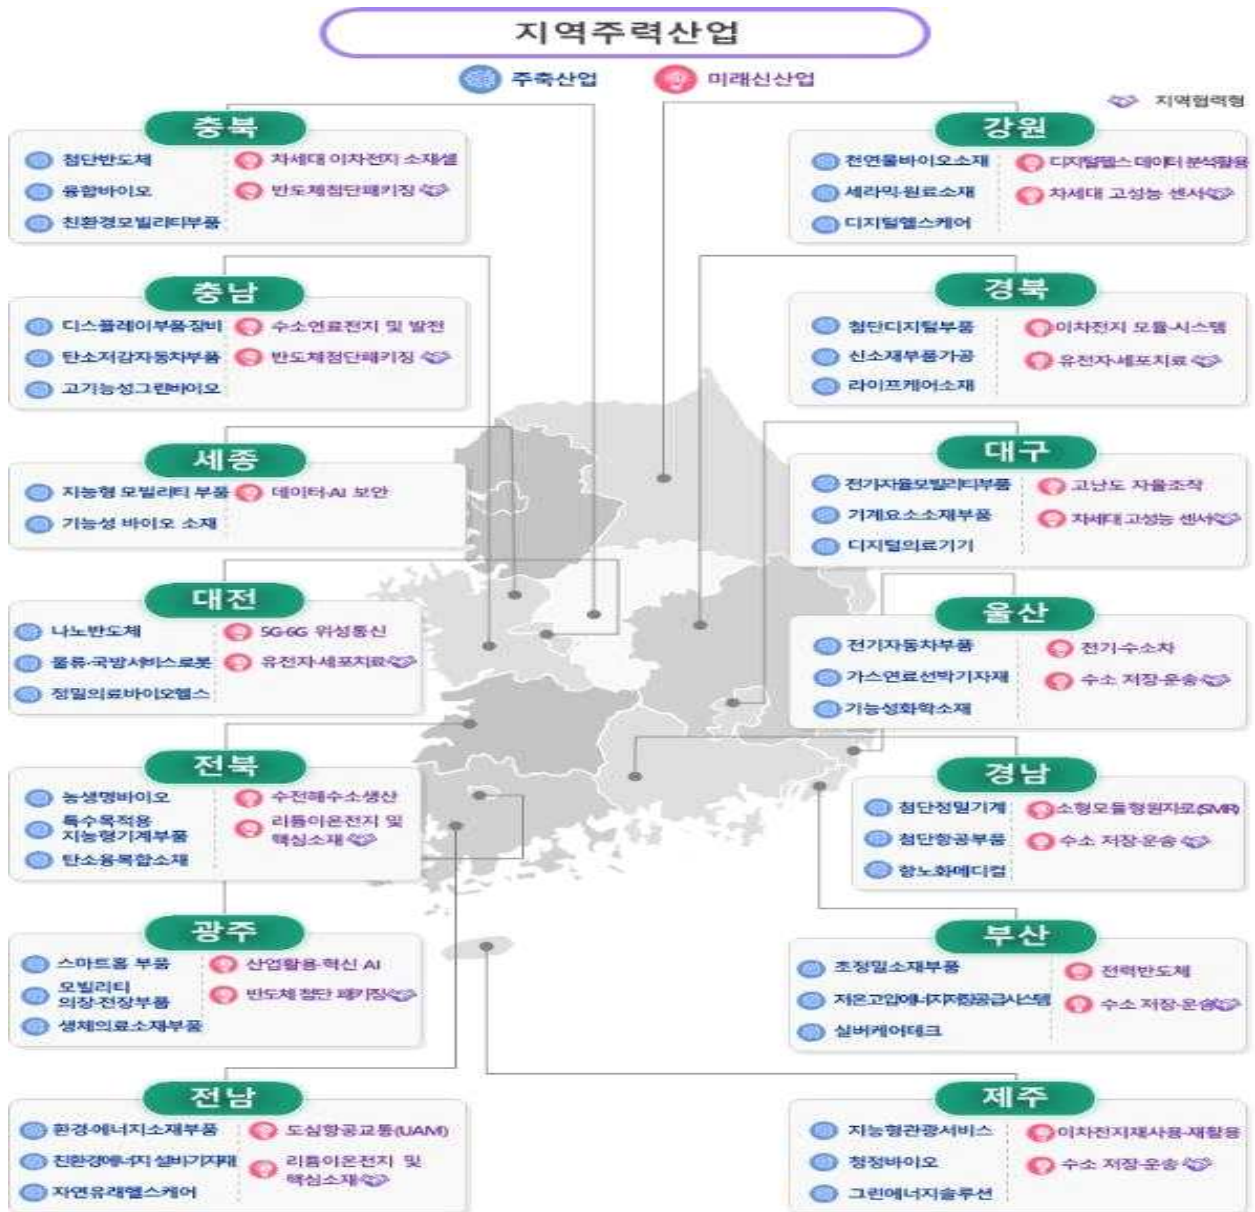 지역주력산업
주축산업
미래신산업
지역협력형
충북
첨단반도체
융합바이오
친환경모빌리티부품
차세대 이차전지 소재·셀
반도체첨단패키징
충남
디스플레이부품·장비
탄소저감자동차부품
고기능성그린바이오
수소연료전지 및 발전
반도체첨단패키징
세종
지능형 모빌리티 부품
기능성 바이오 소재
데이터·AI 보안
대전
나노반도체
물류·국방서비스로봇
정밀의료바이오헬스
5G·6G 위성통신
유전자·세포치료
전북
농생명바이오
특수목적용
지능형기계부품
탄소융복합소재
수전해수소생산
리튬이온전지 및
핵심소재
광주
스마트홈 부품
모빌리티
의장·전장부품
생체의료소재부품
산업활용·혁신 AI
반도체 첨단 패키징
전남
환경·에너지소재부품
친환경에너지 설비·기자재
자연유래헬스케어
도심항공교통(UAM)
리튬이온전지 및
핵심소재
강원
천연물바이오소재
세라믹·원료소재
디지털헬스케어
디지털헬스 데이터 분석활용
차세대 고성능 센서
경북
첨단디지털부품
신소재부품가공
라이프케어소재
이차전지 모듈·시스템
유전자·세포치료
대구
전기자율모빌리티부품
기계요소소재부품
디지털의료기기
고난도 자율조작
차세대 고성능 센서
울산
전기자동차부품
가스연료선박기자재
기능성화학소재
전기·수소차
수소 저장·운송
경남
첨단정밀기계
첨단항공부품
항노화메디컬
소형모듈형원자로(SMR)
수소 저장·운송
부산
초정밀소재부품
저온고압에너지저장공급시스템
실버케어테크
전력반도체
수소 저장·운송
제주
지능형관광서비스
청정바이오
그린에너지솔루션
이차전지재사용·재활용
수소 저장·운송